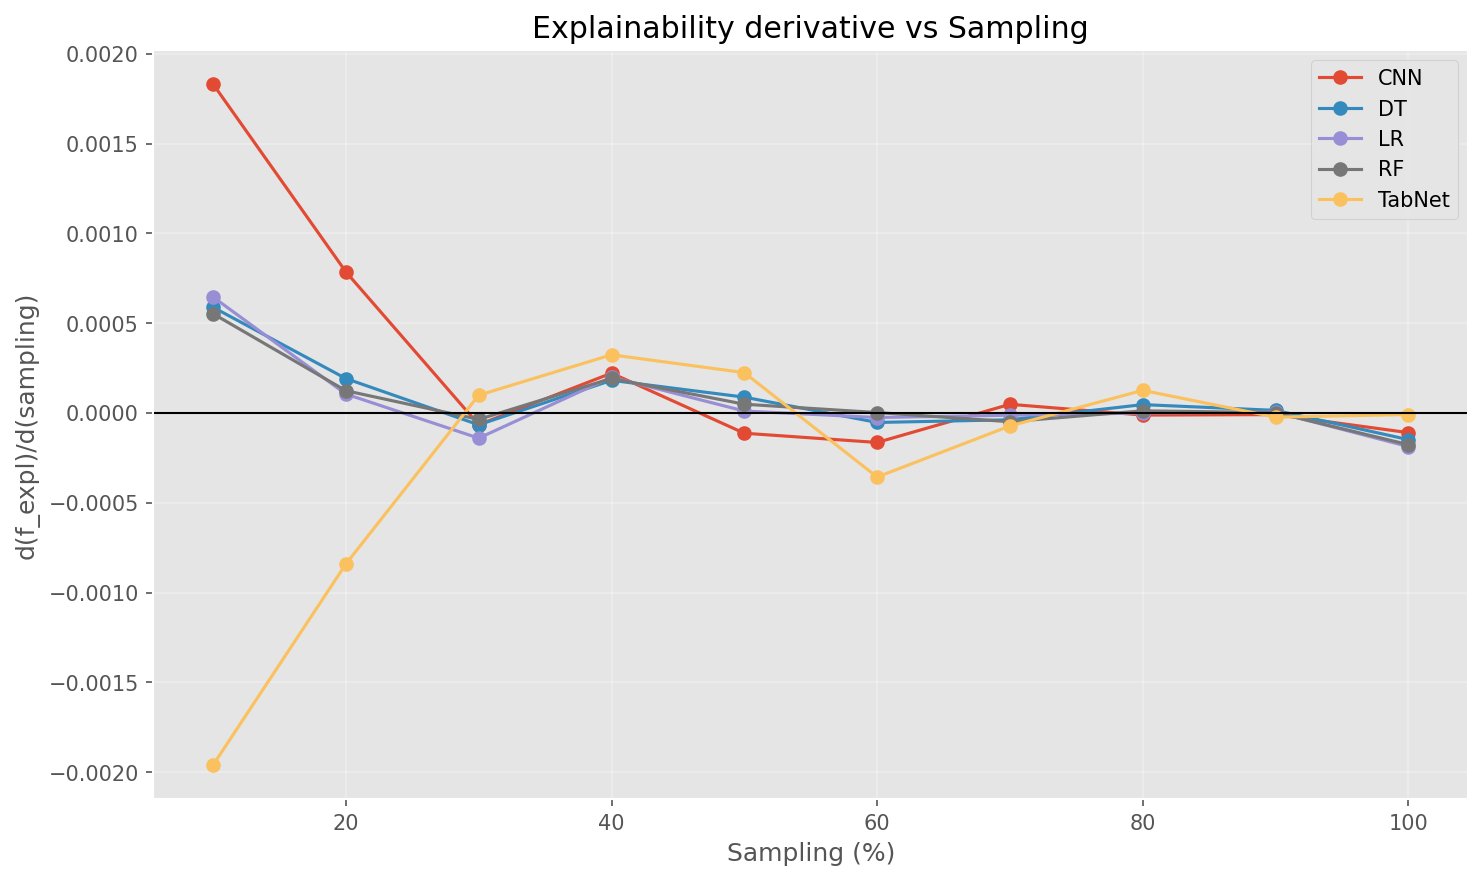 Explainability derivative vs Sampling
CNN
DT
LR
RF
TabNet
0.0020
0.0015
0.0010
0.0005
0.0000
−0.0005
−0.0010
−0.0015
−0.0020
d(f_expl)/d(sampling)
20 40 60 80 100
Sampling (%)